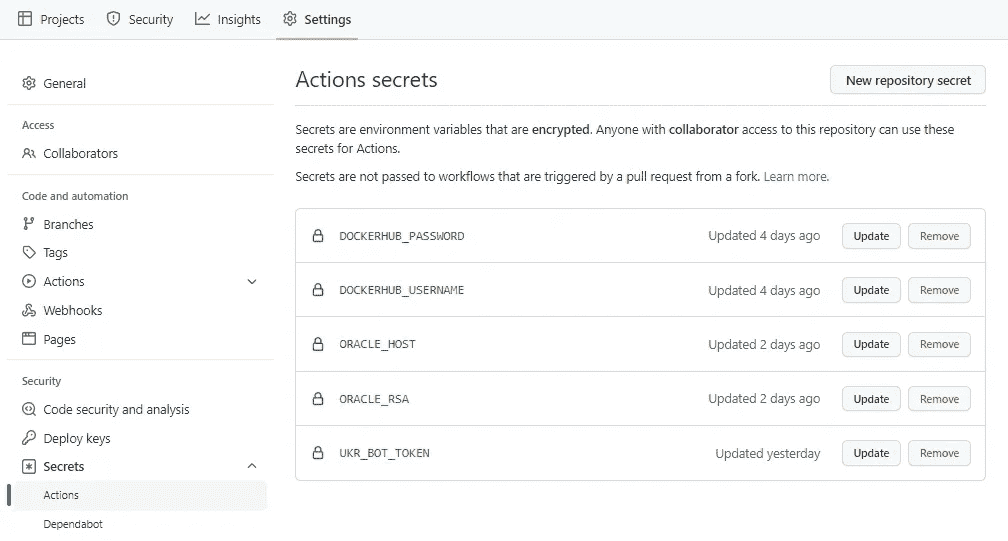 Projects
Security
Insights
Settings
General
Access
Collaborators
Code and automation
Branches
Tags
Actions
Webhooks
Pages
Security
Code security and analysis
Deploy keys
Secrets
Actions
Dependabot
Actions secrets
New repository secret
Secrets are environment variables that are encrypted. Anyone with collaborator access to this repository can use these
secrets for Actions.
Secrets are not passed to workflows that are triggered by a pull request from a fork. Learn more.
DOCKERHUB_PASSWORD Updated 4 days ago Update Remove
DOCKERHUB_USERNAME Updated 4 days ago Update Remove
ORACLE_HOST Updated 2 days ago Update Remove
ORACLE_RSA Updated 2 days ago Update Remove
UKR_BOT_TOKEN Updated yesterday Update Remove